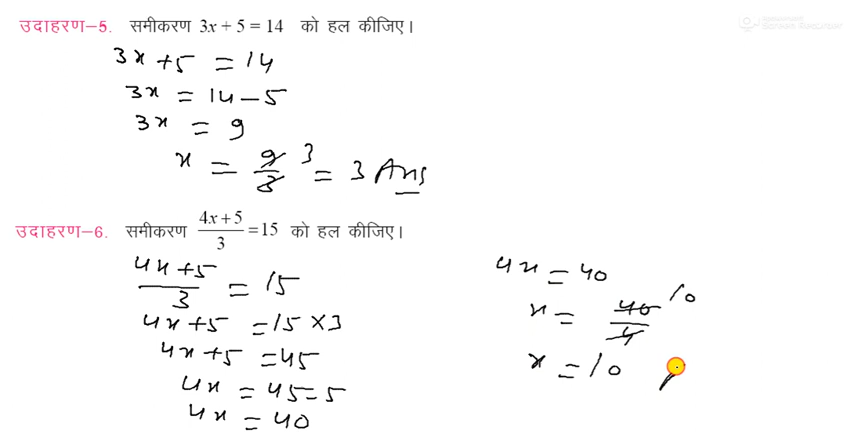 उदाहरण–5. समीकरण 3x + 5 = 14 को हल कीजिए।
3x + 5 = 14
3x = 14 – 5
3x = 9
x = 9/3 3 = 3 Ans
उदाहरण–6. समीकरण (4x + 5)/3 = 15 को हल कीजिए।
(4x + 5)/3 = 15
4x + 5 = 15 × 3
4x + 5 = 45
4x = 45 = 5
4x = 40
4x = 40
x = 40/4 10
x = 10